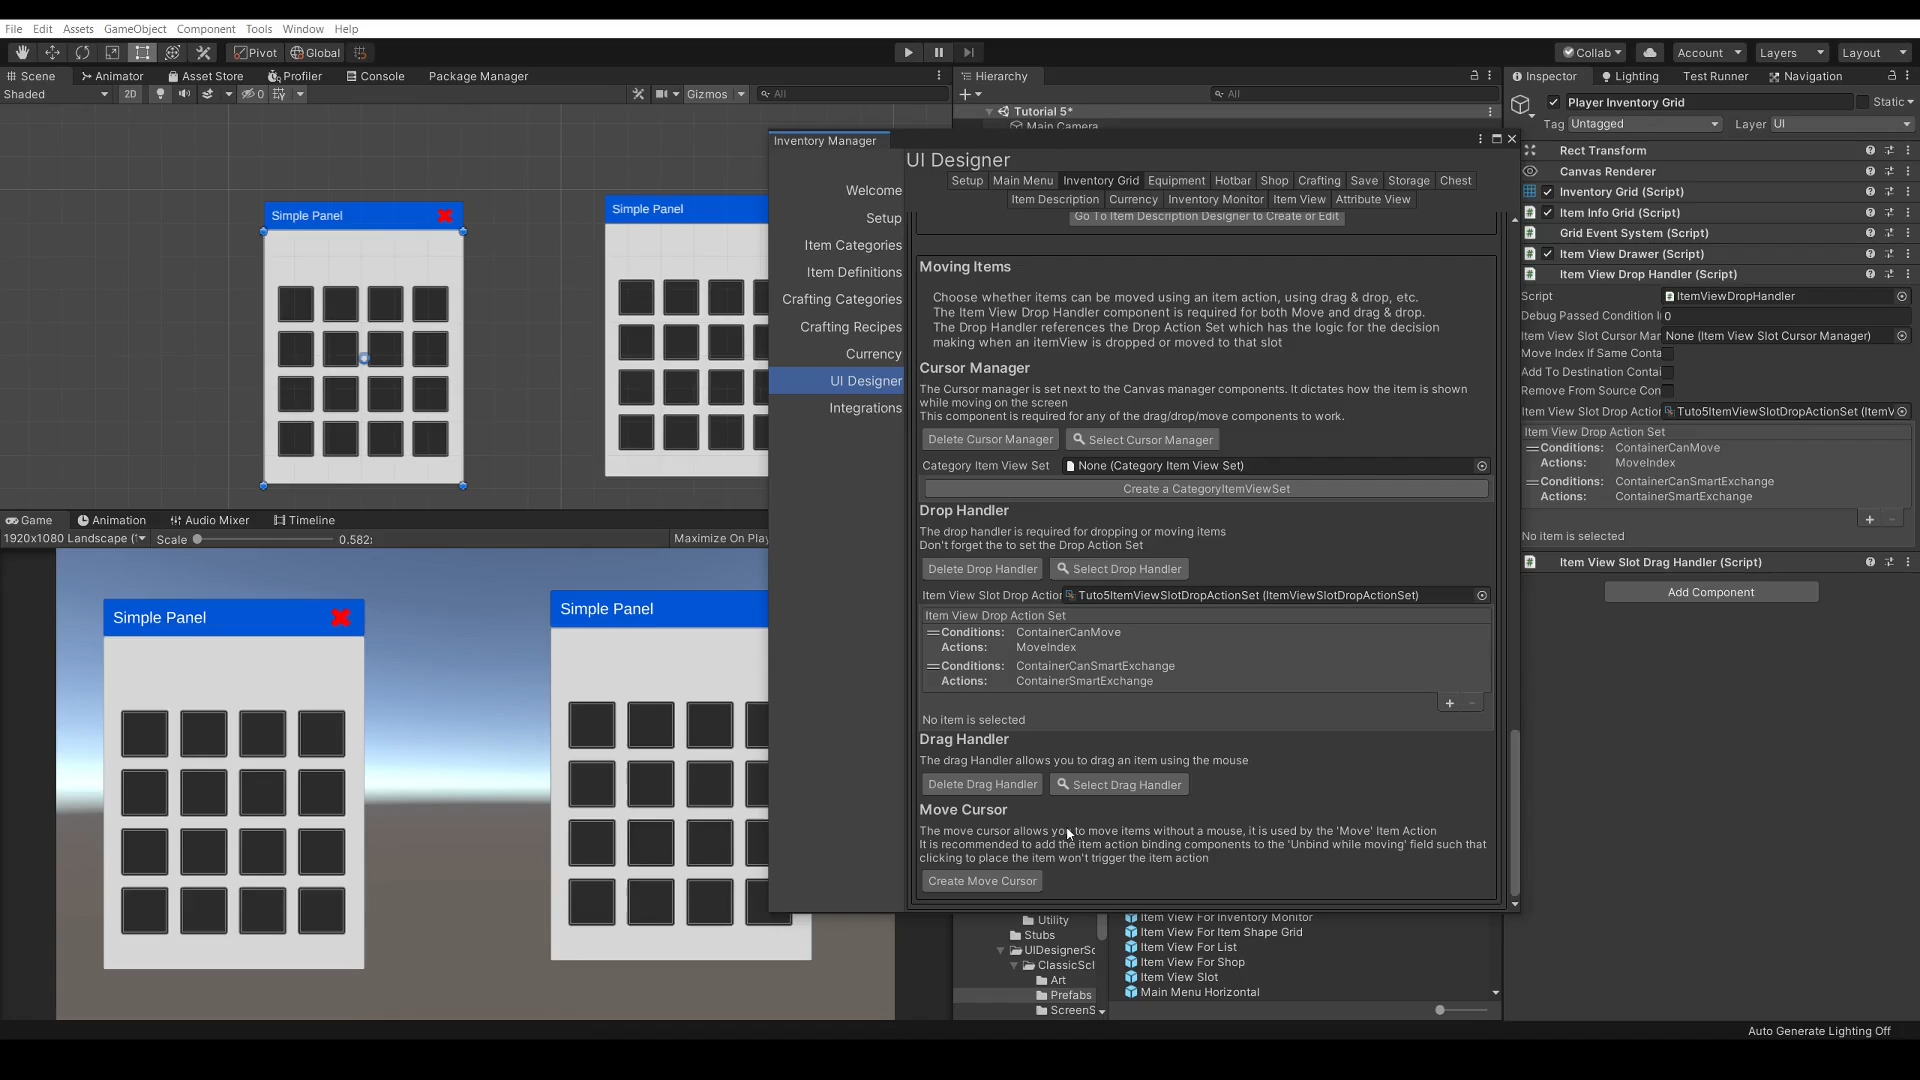 File Edit Assets GameObject Component Tools Window Help
Pivot Global Collab Account Layers Layout
Scene Animator Asset Store Profiler Console Package Manager
Shaded 2D 0 Gizmos All
Hierarchy
All
Tutorial 5*
Main Camera
Inspector Lighting Test Runner Navigation
Player Inventory Grid Static
Tag Untagged Layer UI
Rect Transform
Canvas Renderer
Inventory Grid (Script)
Item Info Grid (Script)
Grid Event System (Script)
Item View Drawer (Script)
Item View Drop Handler (Script)
Script ItemViewDropHandler
Debug Passed Condition I 0
Item View Slot Cursor Mar None (Item View Slot Cursor Manager)
Move Index If Same Conta
Add To Destination Contai
Remove From Source Con
Item View Slot Drop Action Tuto5ItemViewSlotDropActionSet (ItemV
Item View Drop Action Set
Conditions: ContainerCanMove
Actions: MoveIndex
Conditions: ContainerCanSmartExchange
Actions: ContainerSmartExchange
No item is selected
Item View Slot Drag Handler (Script)
Add Component
Simple Panel
Simple Panel
Inventory Manager
Welcome
Setup
Item Categories
Item Definitions
Crafting Categories
Crafting Recipes
Currency
UI Designer
Integrations
UI Designer
Setup Main Menu Inventory Grid Equipment Hotbar Shop Crafting Save Storage Chest
Item Description Currency Inventory Monitor Item View Attribute View
Go To Item Description Designer to Create or Edit
Moving Items
Choose whether items can be moved using an item action, using drag & drop, etc.
The Item View Drop Handler component is required for both Move and drag & drop.
The Drop Handler references the Drop Action Set which has the logic for the decision
making when an itemView is dropped or moved to that slot
Cursor Manager
The Cursor manager is set next to the Canvas manager components. It dictates how the item is shown
while moving on the screen
This component is required for any of the drag/drop/move components to work.
Delete Cursor Manager Select Cursor Manager
Category Item View Set None (Category Item View Set)
Create a CategoryItemViewSet
Drop Handler
The drop handler is required for dropping or moving items
Don't forget the to set the Drop Action Set
Delete Drop Handler Select Drop Handler
Item View Slot Drop Action Tuto5ItemViewSlotDropActionSet (ItemViewSlotDropActionSet)
Item View Drop Action Set
Conditions: ContainerCanMove
Actions: MoveIndex
Conditions: ContainerCanSmartExchange
Actions: ContainerSmartExchange
No item is selected
Drag Handler
The drag Handler allows you to drag an item using the mouse
Delete Drag Handler Select Drag Handler
Move Cursor
The move cursor allows you to move items without a mouse, it is used by the 'Move' Item Action
It is recommended to add the item action binding components to the 'Unbind while moving' field such that
clicking to place the item won't trigger the item action
Create Move Cursor
Game Animation Audio Mixer Timeline
1920x1080 Landscape (1 Scale 0.582: Maximize On Play
Simple Panel
Simple Panel
Utility
Stubs
UIDesignerSc
ClassicScl
Art
Prefabs
ScreenS
Item View For Inventory Monitor
Item View For Item Shape Grid
Item View For List
Item View For Shop
Item View Slot
Main Menu Horizontal
Auto Generate Lighting Off